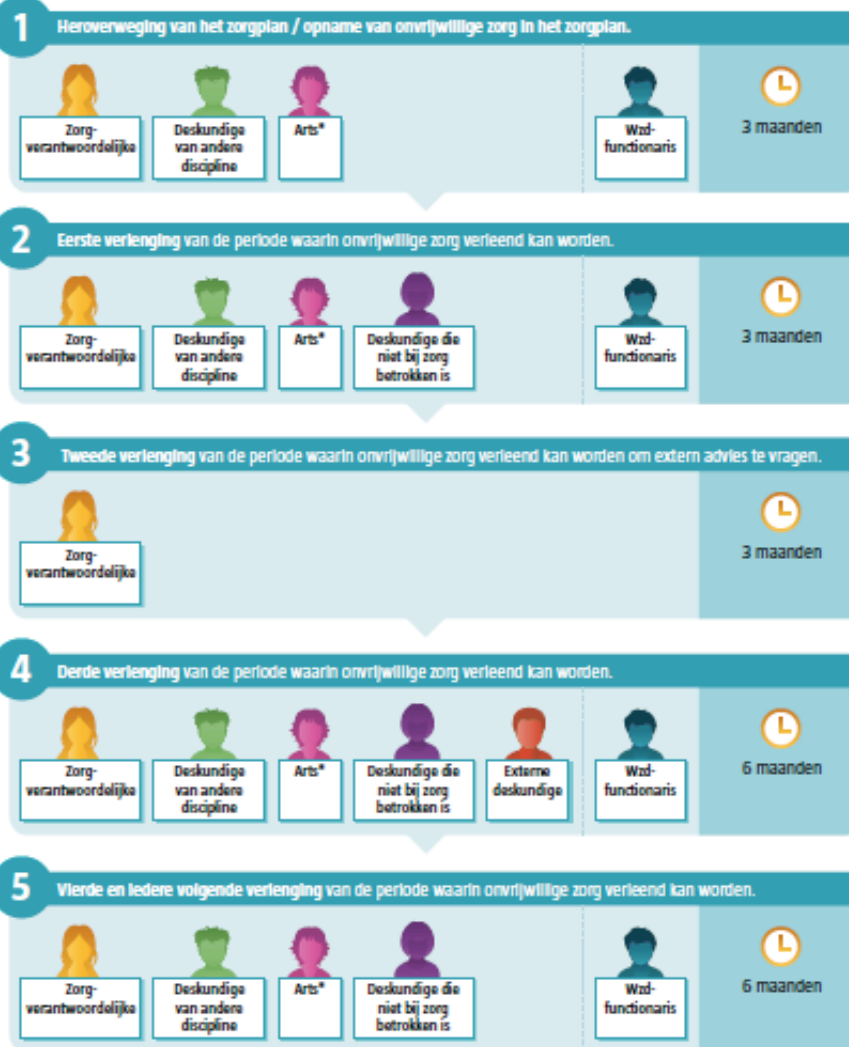 1
Heroverweging van het zorgplan / opname van onvrijwillige zorg in het zorgplan.
Zorg-
verantwoordelijke
Deskundige
van andere
discipline
Arts*
Wzd-
functionaris
3 maanden
2
Eerste verlenging van de periode waarin onvrijwillige zorg verleend kan worden.
Zorg-
verantwoordelijke
Deskundige
van andere
discipline
Arts*
Deskundige die
niet bij zorg
betrokken is
Wzd-
functionaris
3 maanden
3
Tweede verlenging van de periode waarin onvrijwillige zorg verleend kan worden om extern advies te vragen.
Zorg-
verantwoordelijke
3 maanden
4
Derde verlenging van de periode waarin onvrijwillige zorg verleend kan worden.
Zorg-
verantwoordelijke
Deskundige
van andere
discipline
Arts*
Deskundige die
niet bij zorg
betrokken is
Externe
deskundige
Wzd-
functionaris
6 maanden
5
Vierde en iedere volgende verlenging van de periode waarin onvrijwillige zorg verleend kan worden.
Zorg-
verantwoordelijke
Deskundige
van andere
discipline
Arts*
Deskundige die
niet bij zorg
betrokken is
Wzd-
functionaris
6 maanden